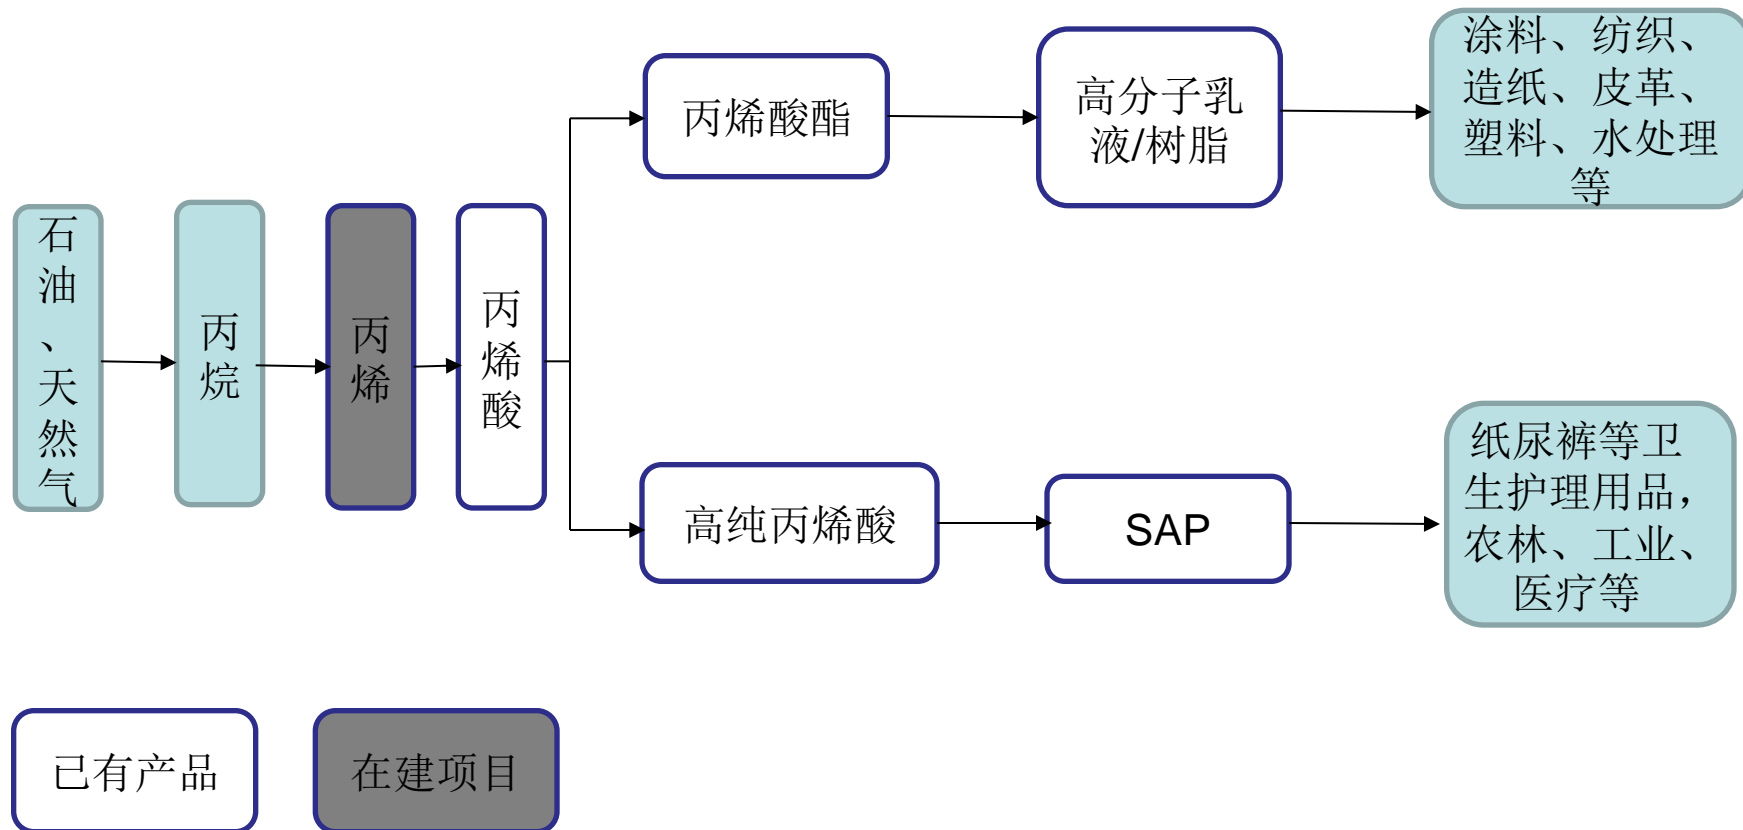 石油、天然气
丙烷
丙烯
丙烯酸
丙烯酸酯
高分子乳
液/树脂
涂料、纺织、
造纸、皮革、
塑料、水处理
等
高纯丙烯酸
SAP
纸尿裤等卫
生护理用品，
农林、工业、
医疗等
已有产品
在建项目